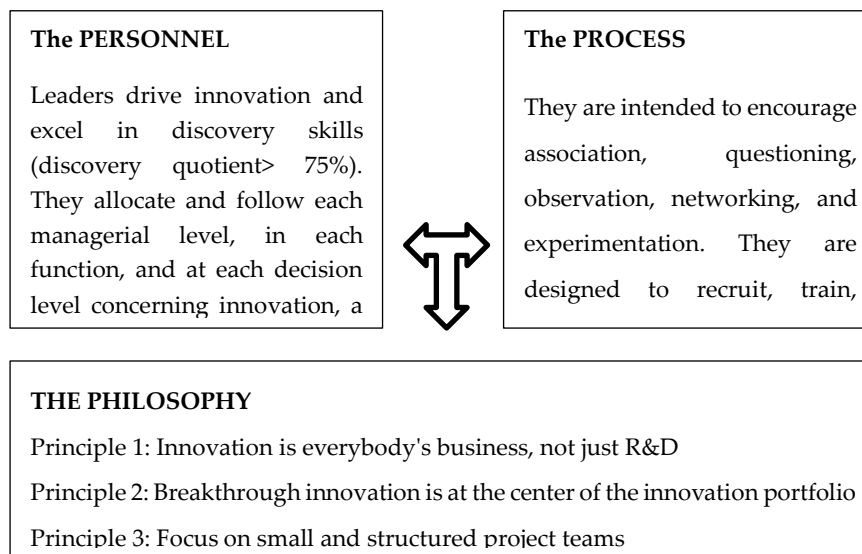 The PERSONNEL
Leaders drive innovation and
excel in discovery skills
(discovery quotient> 75%).
They allocate and follow each
managerial level, in each
function, and at each decision
level concerning innovation, a
The PROCESS
They are intended to encourage
association, questioning,
observation, networking, and
experimentation. They are
designed to recruit, train,
THE PHILOSOPHY
Principle 1: Innovation is everybody's business, not just R&D
Principle 2: Breakthrough innovation is at the center of the innovation portfolio
Principle 3: Focus on small and structured project teams